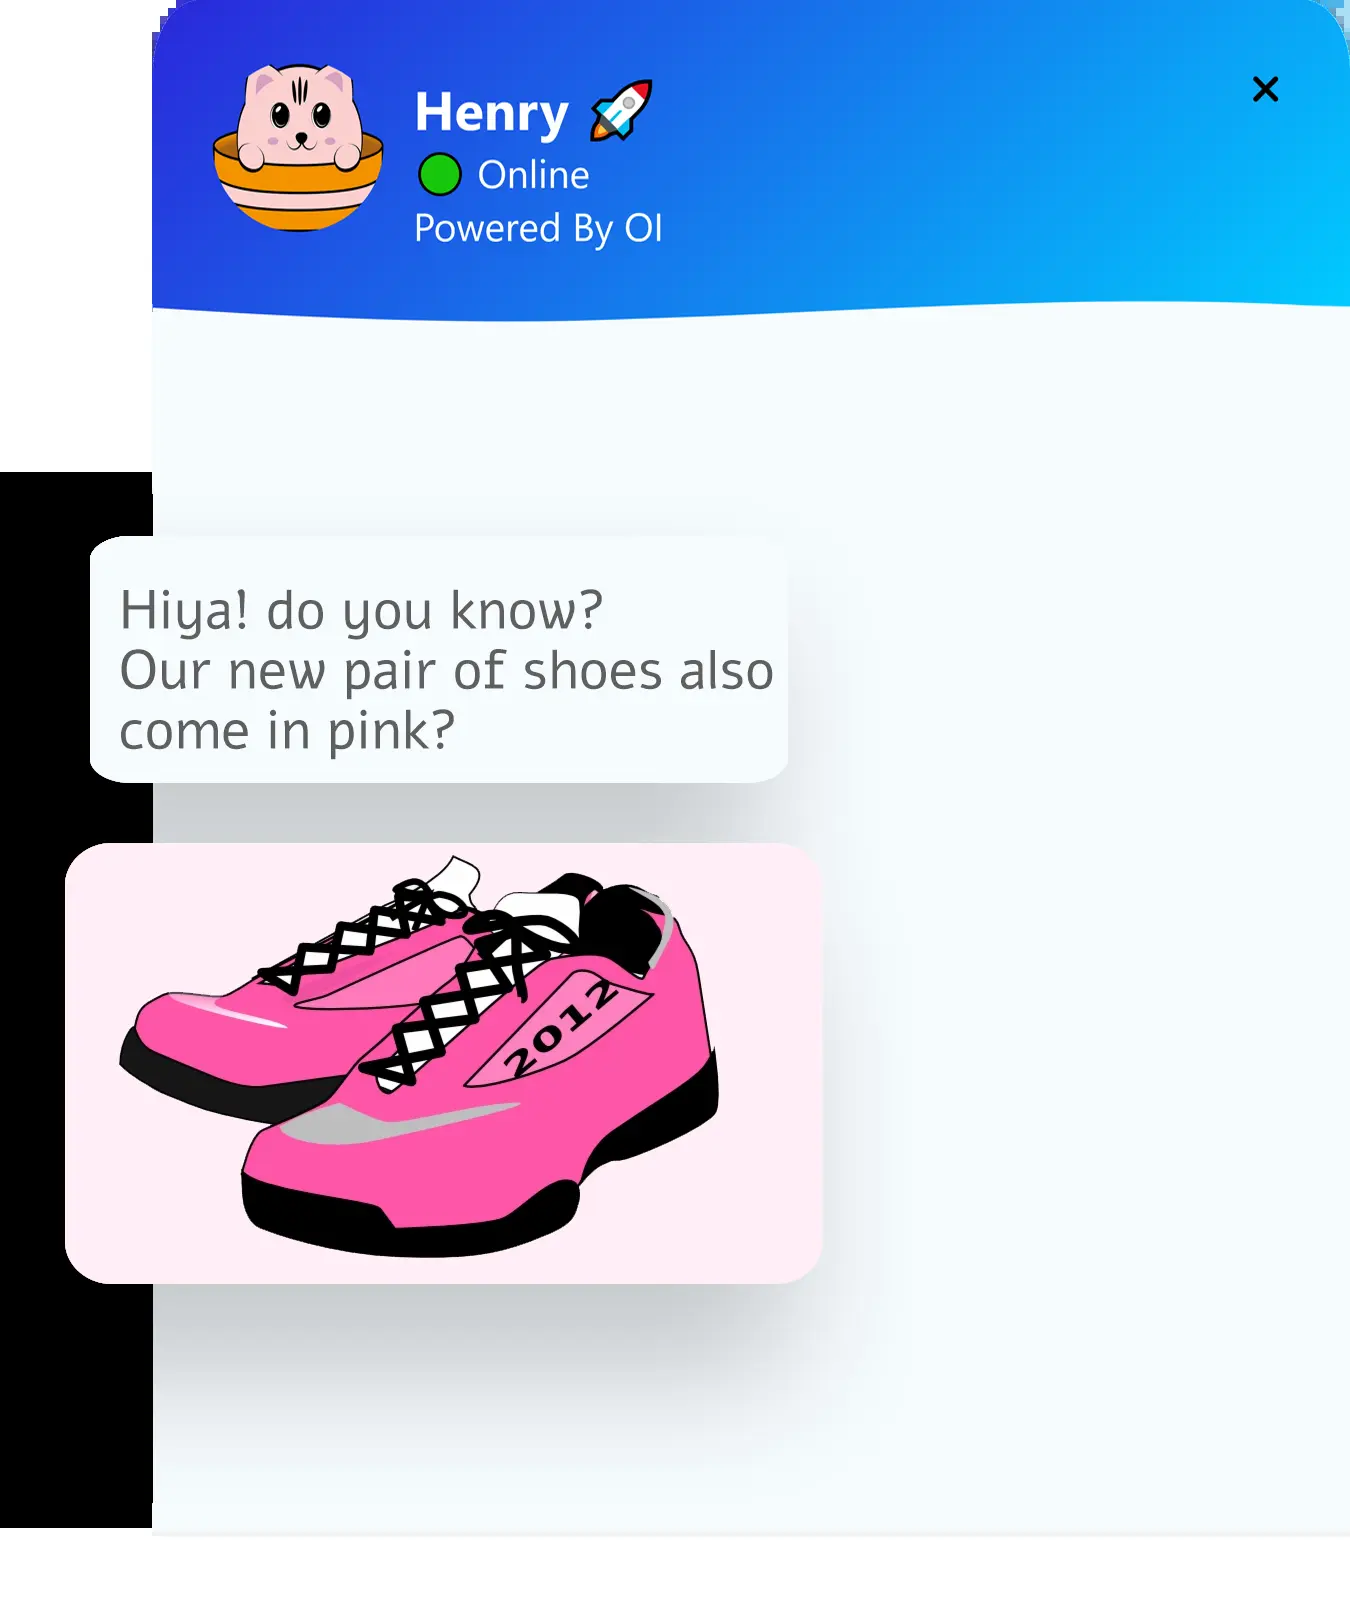 Henry 🚀
Online
Powered By OI
Hiya! do you know?
Our new pair of shoes also
come in pink?
2012